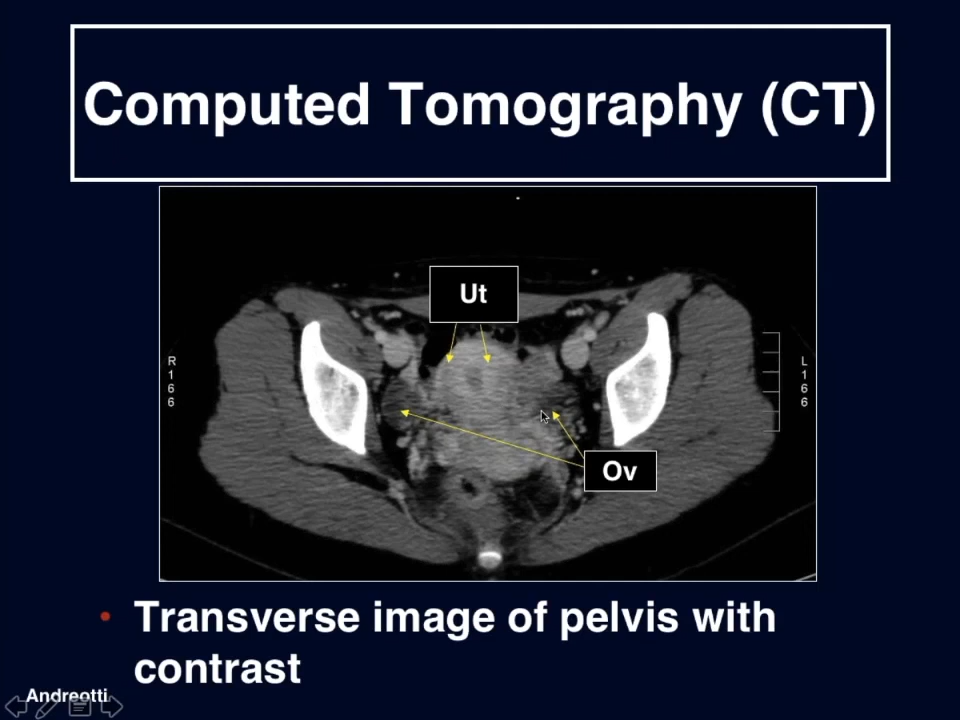 Computed Tomography (CT)
Ut
R
1
6
6
L
1
6
6
Ov
• Transverse image of pelvis with
contrast
Andreotti